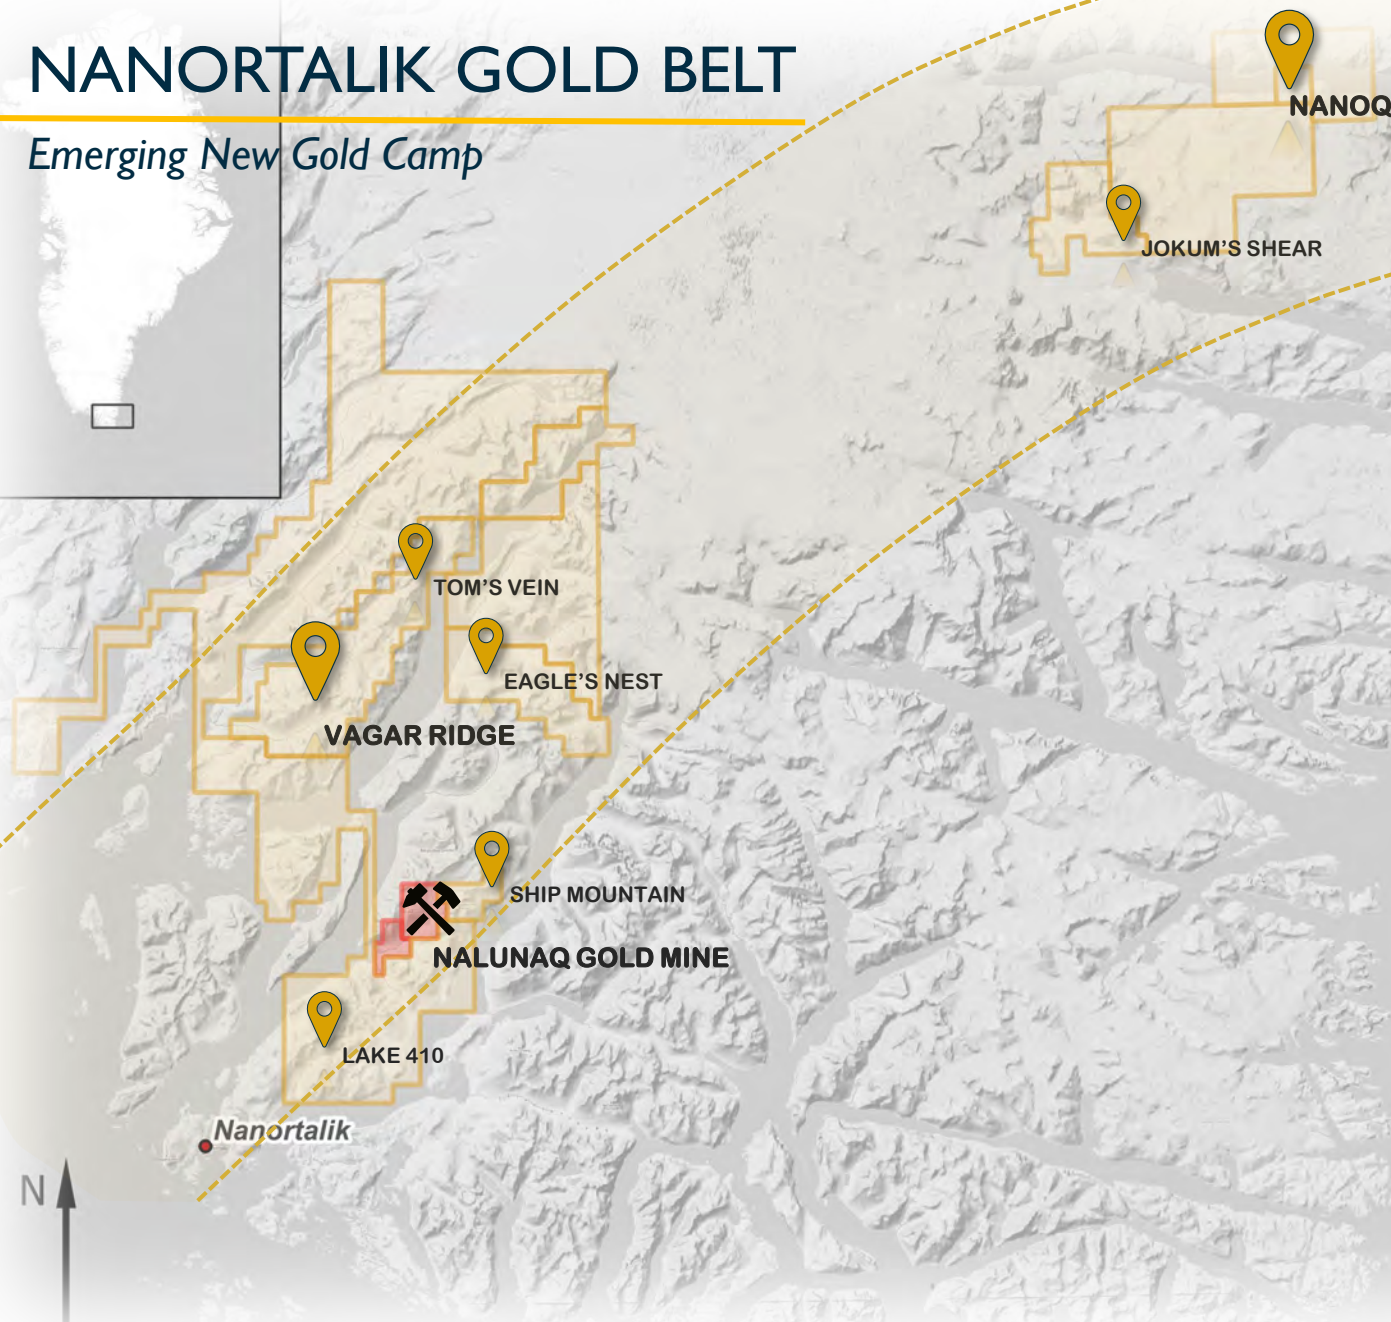 NANORTALIK GOLD BELT
Emerging New Gold Camp
NANOQ
JOKUM'S SHEAR
TOM'S VEIN
EAGLE'S NEST
VAGAR RIDGE
SHIP MOUNTAIN
NALUNAQ GOLD MINE
LAKE 410
Nanortalik
N